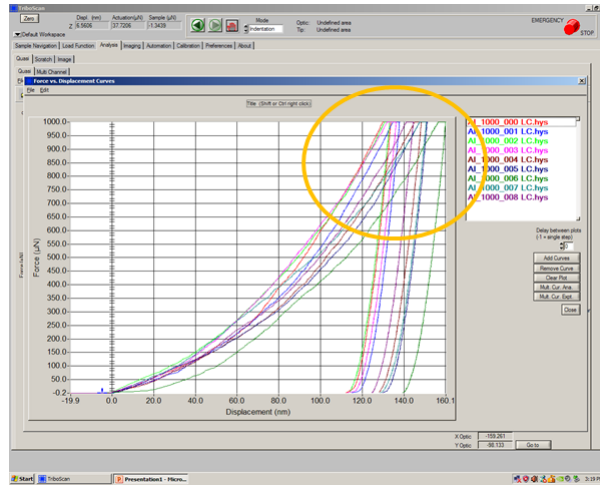 TriboScan
Zero
Displ. (nm) Actuation(µN) Sample (µN)
Z 6.5606 37.7206 -1.3439
Mode
Indentation
Optic: Undefined area
Tip: Undefined area
EMERGENCY
STOP
Default Workspace
Sample Navigation Load Function Analysis Imaging Automation Calibration Preferences About
Quasi Scratch Image
Quasi Multi Channel
Force vs. Displacement Curves
File Edit
Title (Shift or Ctrl right click)
1000.0
950.0
900.0
850.0
800.0
750.0
700.0
650.0
600.0
550.0
500.0
450.0
400.0
350.0
300.0
250.0
200.0
150.0
100.0
50.0
-0.2
Force (µN)
-19.9 0.0 20.0 40.0 60.0 80.0 100.0 120.0 140.0 160.1
Displacement (nm)
Al_1000_000 LC.hys
Al_1000_001 LC.hys
Al_1000_002 LC.hys
Al_1000_003 LC.hys
Al_1000_004 LC.hys
Al_1000_005 LC.hys
Al_1000_006 LC.hys
Al_1000_007 LC.hys
Al_1000_008 LC.hys
Delay between plots
(-1 = single step)
Add Curves
Remove Curve
Clear Plot
Mult. Cur. Ana.
Mult. Cur. Expt.
Close
X Optic -159.261
Y Optic -98.133 Go to
Start TriboScan Presentation1 - Micro... 3:19 PM